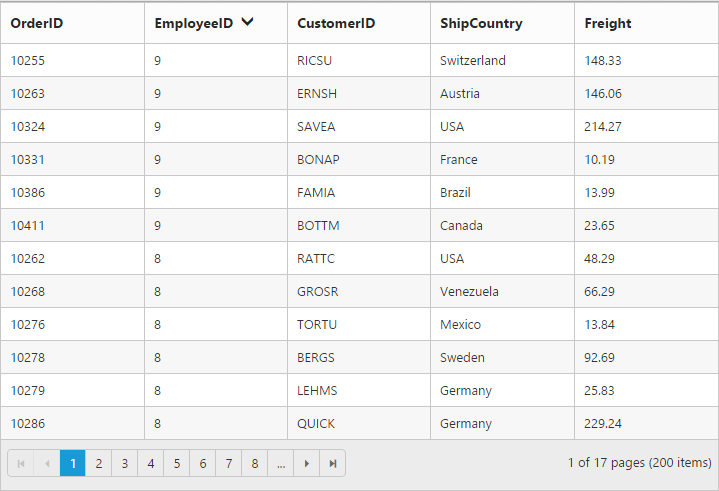 OrderID EmployeeID CustomerID ShipCountry Freight
10255 9 RICSU Switzerland 148.33
10263 9 ERNSH Austria 146.06
10324 9 SAVEA USA 214.27
10331 9 BONAP France 10.19
10386 9 FAMIA Brazil 13.99
10411 9 BOTTM Canada 23.65
10262 8 RATTC USA 48.29
10268 8 GROSR Venezuela 66.29
10276 8 TORTU Mexico 13.84
10278 8 BERGS Sweden 92.69
10279 8 LEHMS Germany 25.83
10286 8 QUICK Germany 229.24
1 2 3 4 5 6 7 8 ... 1 of 17 pages (200 items)